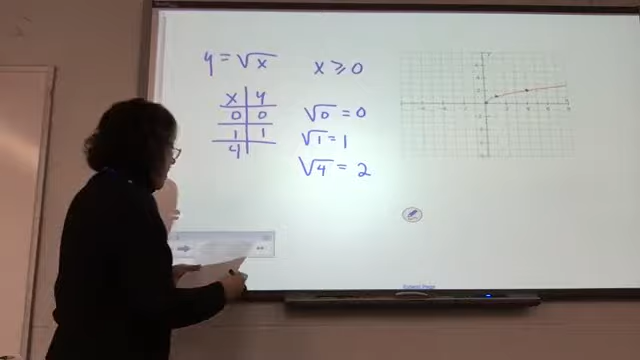 y = √x
x ≥ 0
x y
0 0
1 1
4
√0 = 0
√1 = 1
√4 = 2